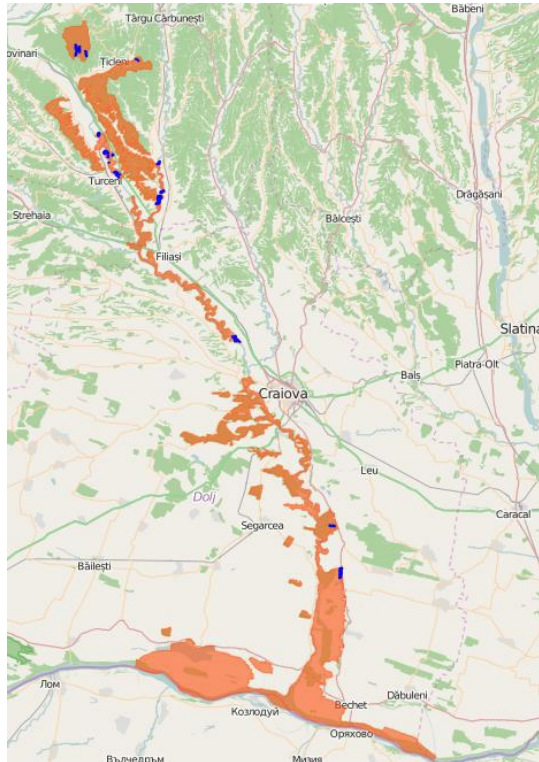 Băbeni
Târgu Cărbunești
ovinari
Țicleni
Turceni
Drăgășani
Strehaia
Bălcești
Filiași
Slatina
Piatra-Olt
Balș
Craiova
Leu
Dolj
Caracal
Segarcea
Băilești
Лом
Dăbuleni
Bechet
Козлодуй
Оряхово
Вълчедръм
Мизия